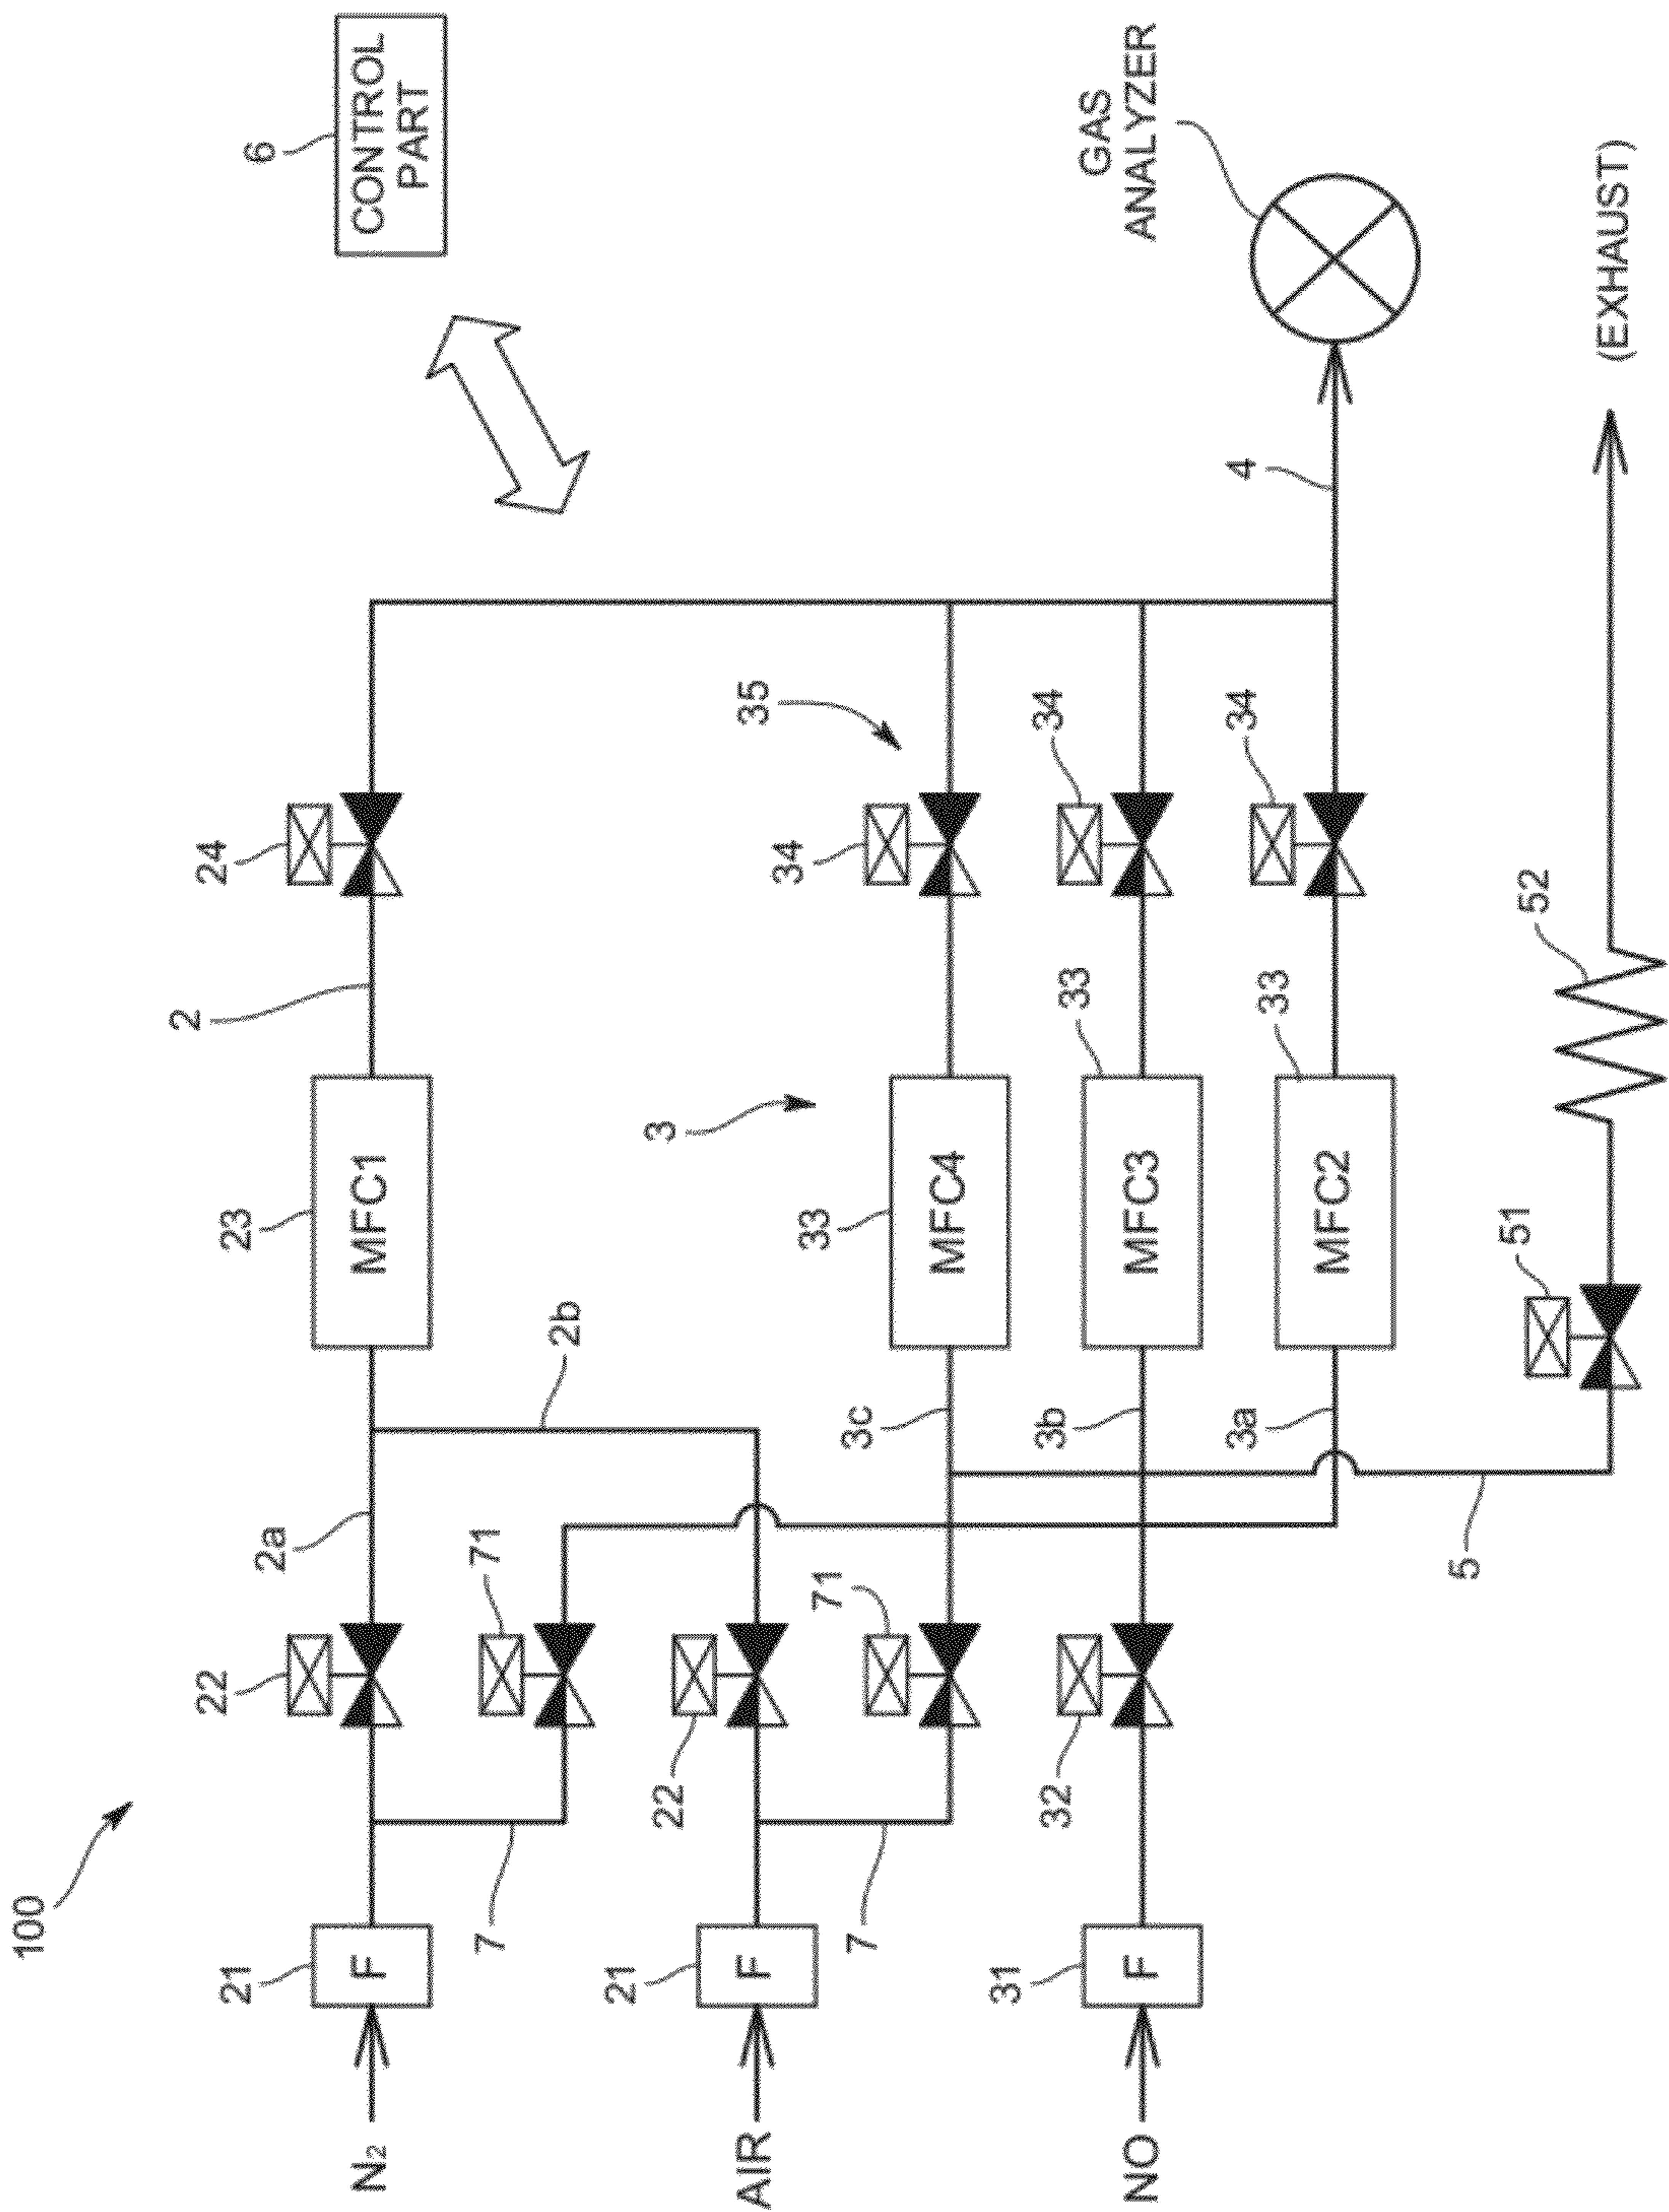 100
6
CONTROL
PART
N₂
21
F
22
2a
23
MFC1
2
24
7
71
2b
AIR
21
F
22
7
71
3c
3
33
MFC4
34
35
NO
31
F
32
3b
33
MFC3
34
3a
33
MFC2
34
4
GAS
ANALYZER
5
51
52
(EXHAUST)